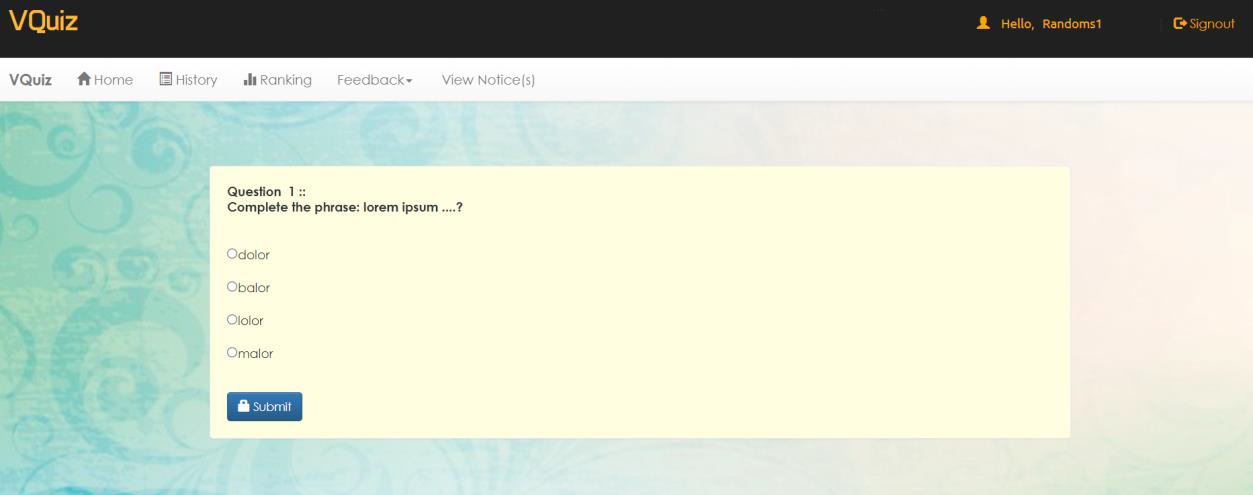 VQuiz
Hello, Randoms1
Signout
VQuiz Home History Ranking Feedback View Notice(s)
Question 1 ::
Complete the phrase: lorem ipsum ....?
dolor
balor
lolor
malor
Submit